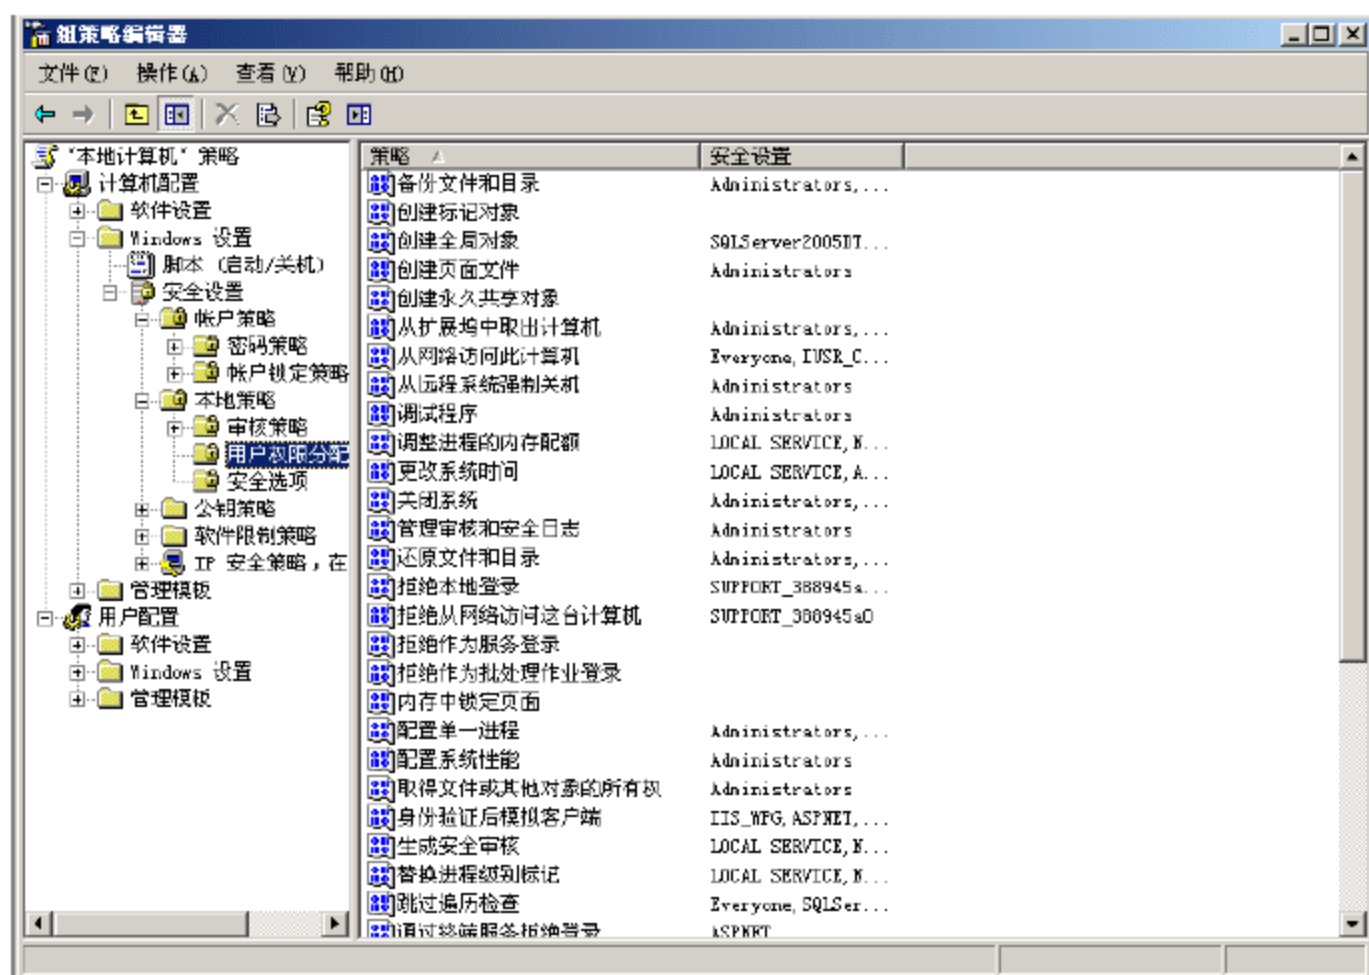 组策略编辑器
文件(F) 操作(A) 查看(V) 帮助(H)
"本地计算机" 策略
计算机配置
软件设置
Windows 设置
脚本 (启动/关机)
安全设置
帐户策略
密码策略
帐户锁定策略
本地策略
审核策略
用户权限分配
安全选项
公钥策略
软件限制策略
IP 安全策略，在
管理模板
用户配置
软件设置
Windows 设置
管理模板
策略 安全设置
备份文件和目录 Administrators,...
创建标记对象
创建全局对象 SQLServer2005DT...
创建页面文件 Administrators
创建永久共享对象
从扩展坞中取出计算机 Administrators,...
从网络访问此计算机 Everyone,IUSR_C...
从远程系统强制关机 Administrators
调试程序 Administrators
调整进程的内存配额 LOCAL SERVICE,N...
更改系统时间 LOCAL SERVICE,A...
关闭系统 Administrators,...
管理审核和安全日志 Administrators
还原文件和目录 Administrators,...
拒绝本地登录 SUPPORT_388945a...
拒绝从网络访问这台计算机 SUPPORT_388945a0
拒绝作为服务登录
拒绝作为批处理作业登录
内存中锁定页面
配置单一进程 Administrators,...
配置系统性能 Administrators
取得文件或其他对象的所有权 Administrators
身份验证后模拟客户端 IIS_WPG,ASPNET,...
生成安全审核 LOCAL SERVICE,N...
替换进程级别标记 LOCAL SERVICE,N...
跳过遍历检查 Everyone,SQLSer...
通过终端服务拒绝登录 ASPNET